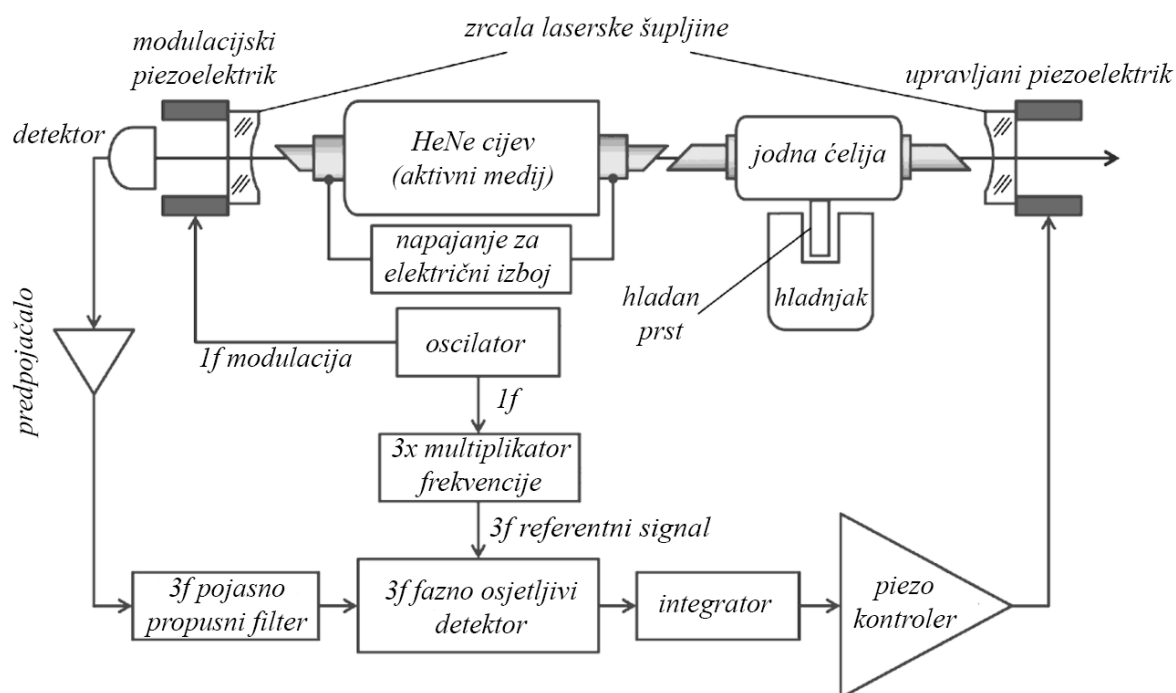 zrcala laserske šupljine
modulacijski
piezoelektrik
upravljani piezoelektrik
detektor
HeNe cijev
(aktivni medij)
jodna ćelija
napajanje za
električni izboj
hladan
prst
hladnjak
predpojačalo
1f modulacija
oscilator
1f
3x multiplikator
frekvencije
3f referentni signal
3f pojasno
propusni filter
3f fazno osjetljivi
detektor
integrator
piezo
kontroler